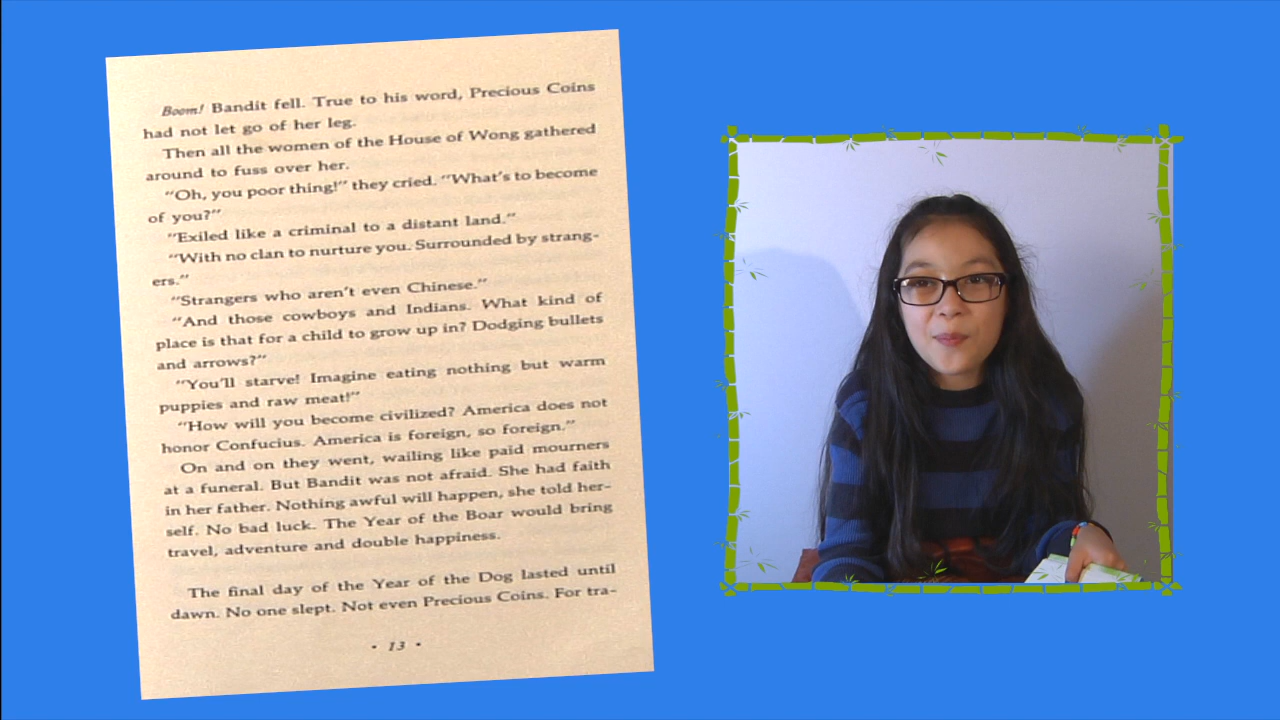 Boom! Bandit fell. True to his word, Precious Coins
had not let go of her leg.
Then all the women of the House of Wong gathered
around to fuss over her.
“Oh, you poor thing!” they cried. “What’s to become
of you?”
“Exiled like a criminal to a distant land.”
“With no clan to nurture you. Surrounded by strang-
ers.”
“Strangers who aren’t even Chinese.”
“And those cowboys and Indians. What kind of
place is that for a child to grow up in? Dodging bullets
and arrows?”
“You’ll starve! Imagine eating nothing but warm
puppies and raw meat!”
“How will you become civilized? America does not
honor Confucius. America is foreign, so foreign.”
On and on they went, wailing like paid mourners
at a funeral. But Bandit was not afraid. She had faith
in her father. Nothing awful will happen, she told her-
self. No bad luck. The Year of the Boar would bring
travel, adventure and double happiness.
The final day of the Year of the Dog lasted until
dawn. No one slept. Not even Precious Coins. For tra-
• 13 •